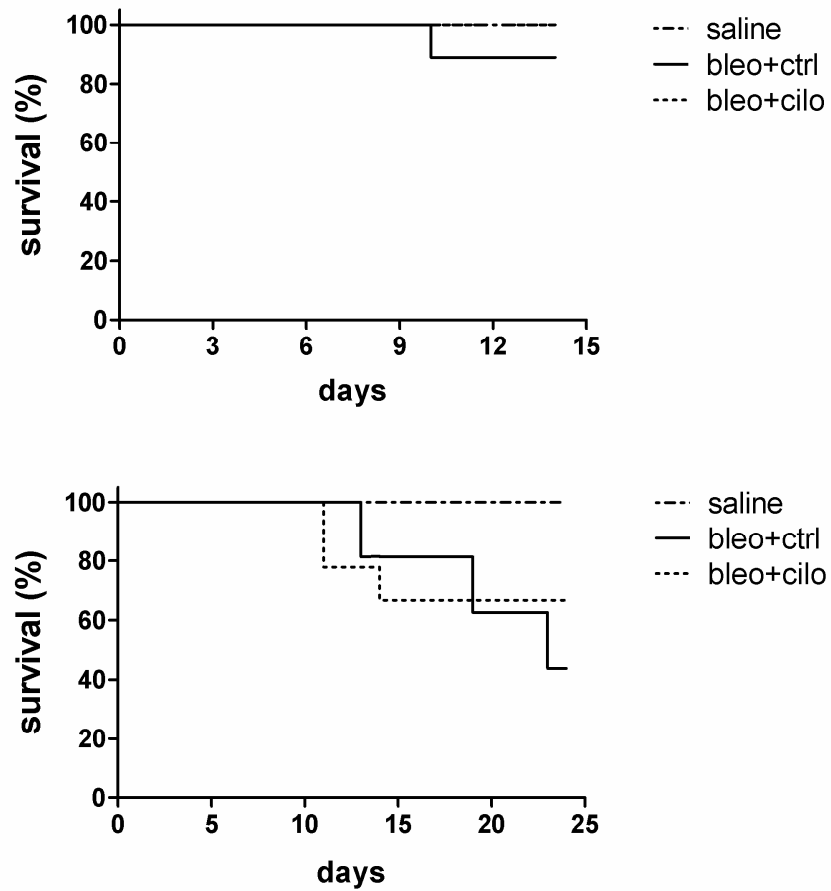 100
80
60
40
20
0
survival (%)
0 3 6 9 12 15
days
saline
bleo+ctrl
bleo+cilo
100
80
60
40
20
0
survival (%)
0 5 10 15 20 25
days
saline
bleo+ctrl
bleo+cilo